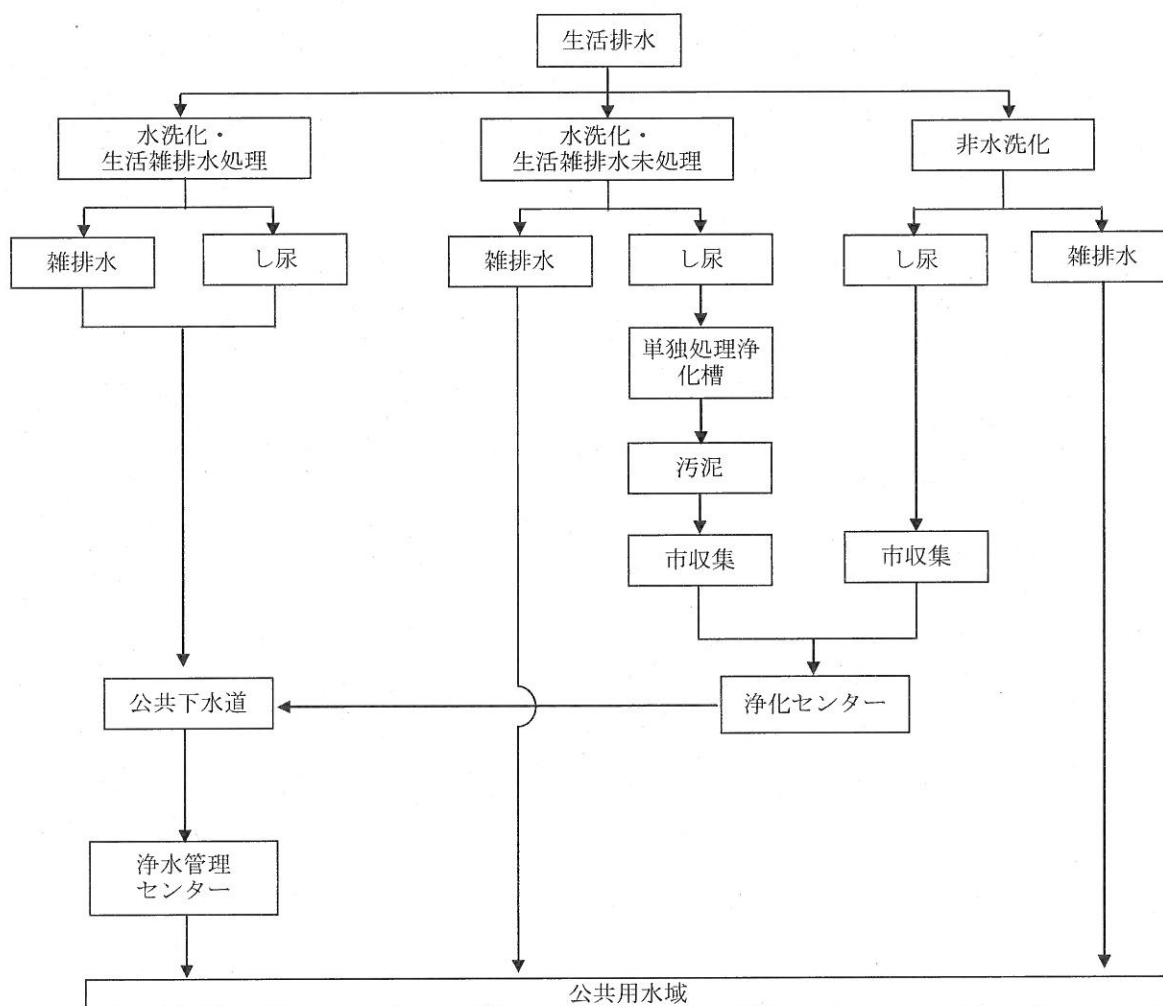 生活排水
水洗化・
生活雑排水処理
水洗化・
生活雑排水未処理
非水洗化
雑排水
し尿
雑排水
し尿
し尿
雑排水
単独処理浄
化槽
汚泥
市収集
市収集
公共下水道
浄化センター
浄水管理
センター
公共用水域